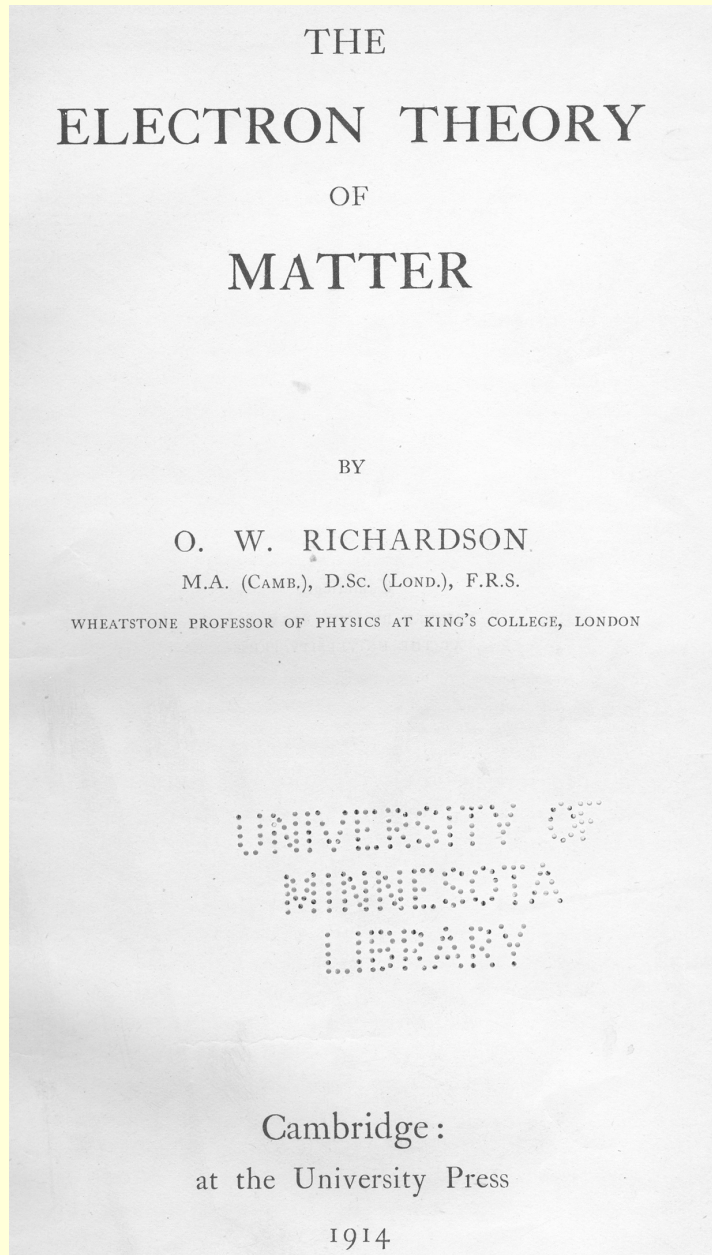 THE
ELECTRON THEORY
OF
MATTER
BY
O. W. RICHARDSON
M.A. (CAMB.), D.SC. (LOND.), F.R.S.
WHEATSTONE PROFESSOR OF PHYSICS AT KING'S COLLEGE, LONDON
UNIVERSITY OF
MINNESOTA
LIBRARY
Cambridge:
at the University Press
1914